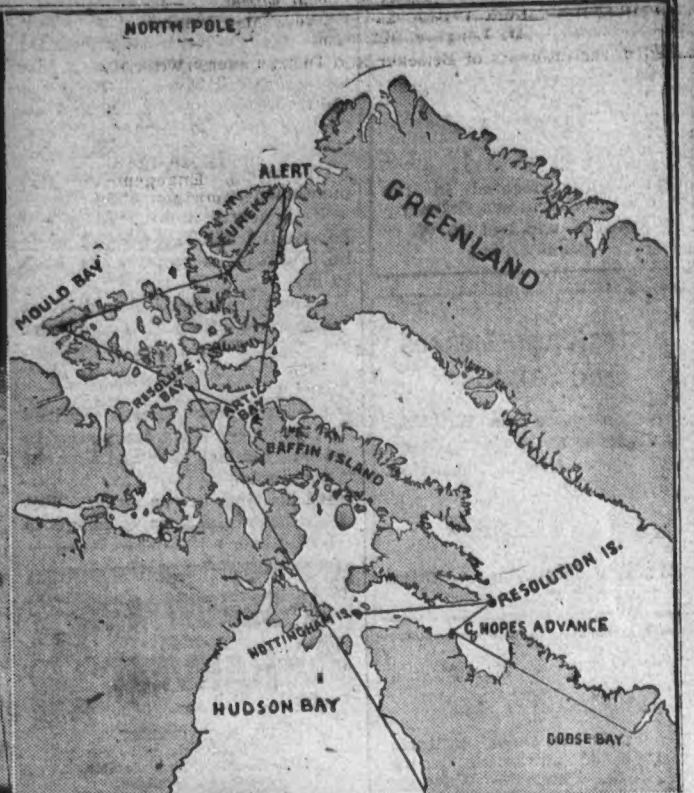 NORTH POLE
ALERT
EUREKA
GREENLAND
MOULD BAY
RESOLUTE
BAY
BAY
BAFFIN ISLAND
RESOLUTION IS.
NOTTINGHAM IS.
C. HOPES ADVANCE
HUDSON BAY
GOOSE BAY